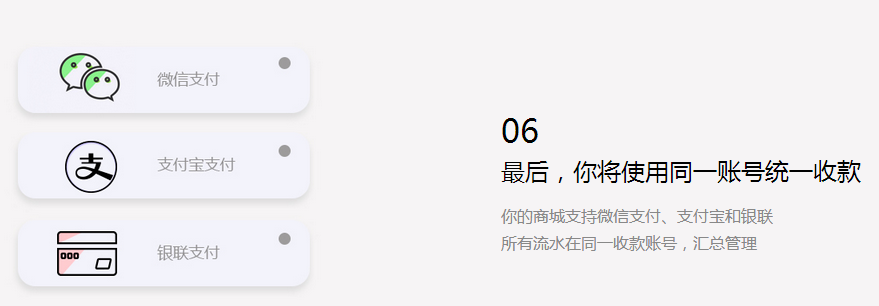 微信支付
支付宝支付
银联支付
06
最后，你将使用同一账号统一收款
你的商城支持微信支付、支付宝和银联
所有流水在同一收款账号，汇总管理